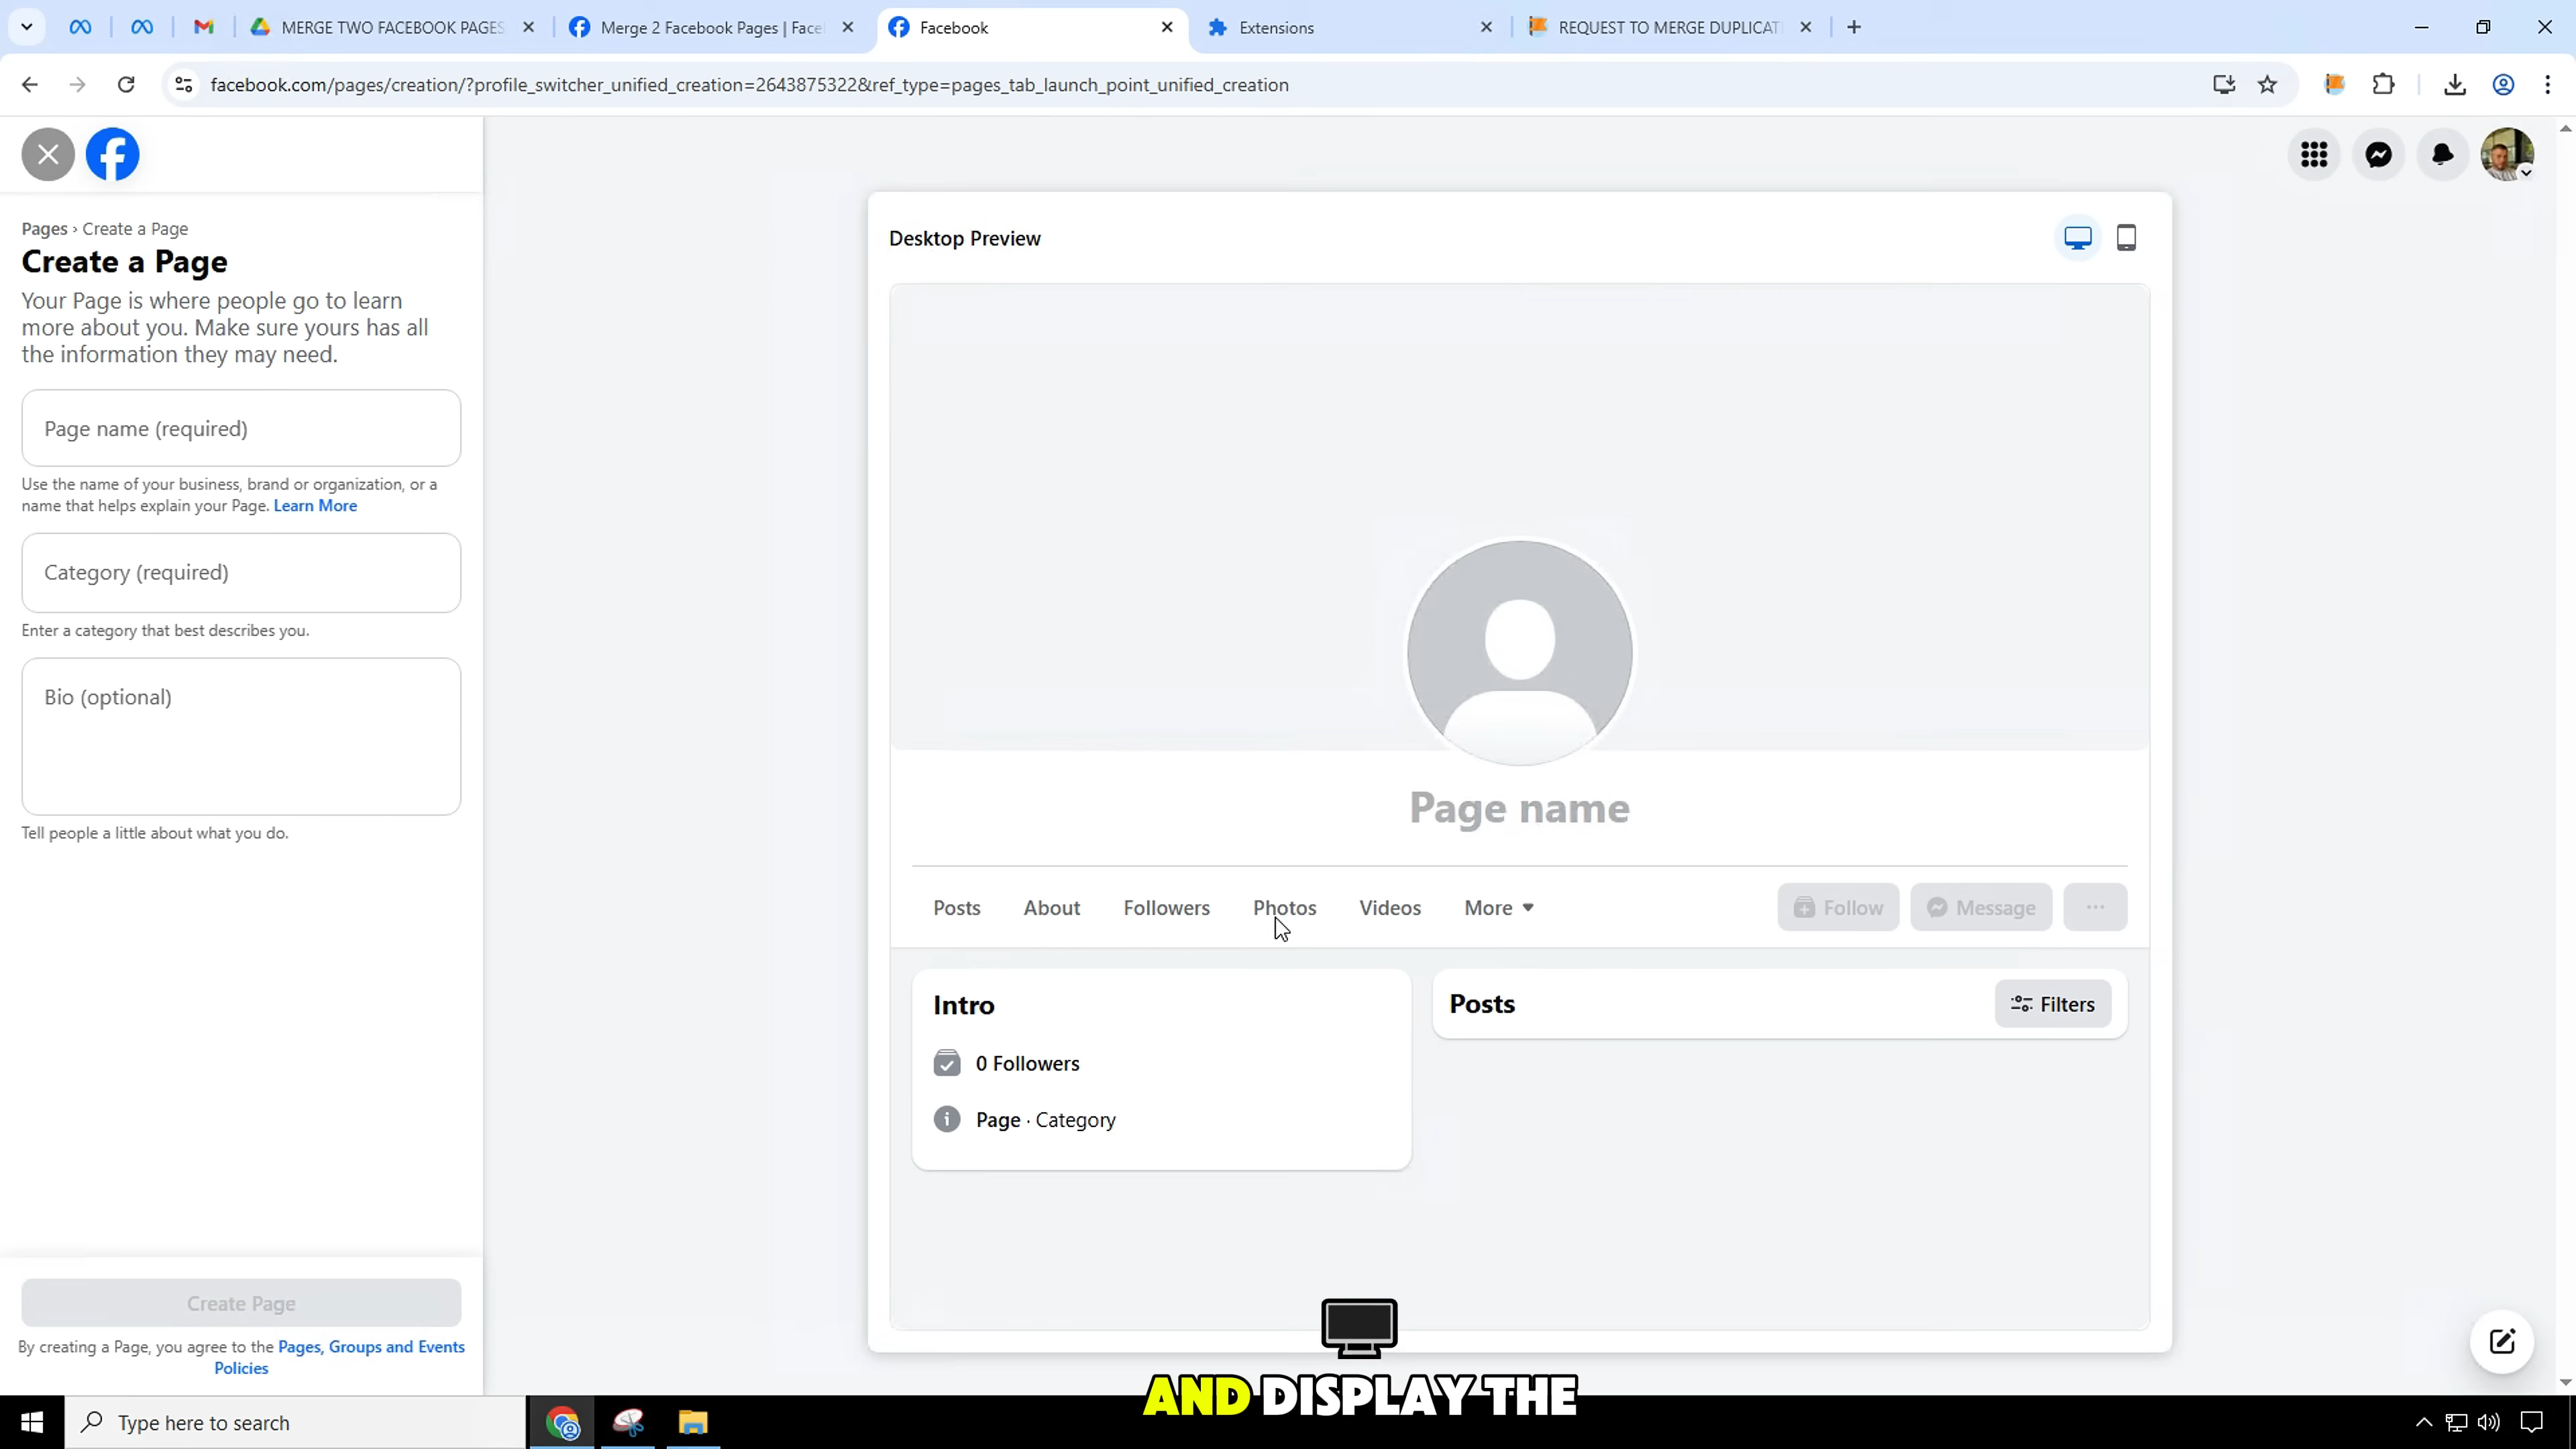 MERGE TWO FACEBOOK PAGES
Merge 2 Facebook Pages | Face
Facebook
Extensions
REQUEST TO MERGE DUPLICAT
facebook.com/pages/creation/?profile_switcher_unified_creation=2643875322&ref_type=pages_tab_launch_point_unified_creation
Pages › Create a Page
Create a Page
Your Page is where people go to learn
more about you. Make sure yours has all
the information they may need.
Page name (required)
Use the name of your business, brand or organization, or a
name that helps explain your Page. Learn More
Category (required)
Enter a category that best describes you.
Bio (optional)
Tell people a little about what you do.
Create Page
By creating a Page, you agree to the Pages, Groups and Events
Policies
Desktop Preview
Page name
Posts
About
Followers
Photos
Videos
More
Follow
Message
Intro
0 Followers
Page · Category
Posts
Filters
AND DISPLAY THE
Type here to search